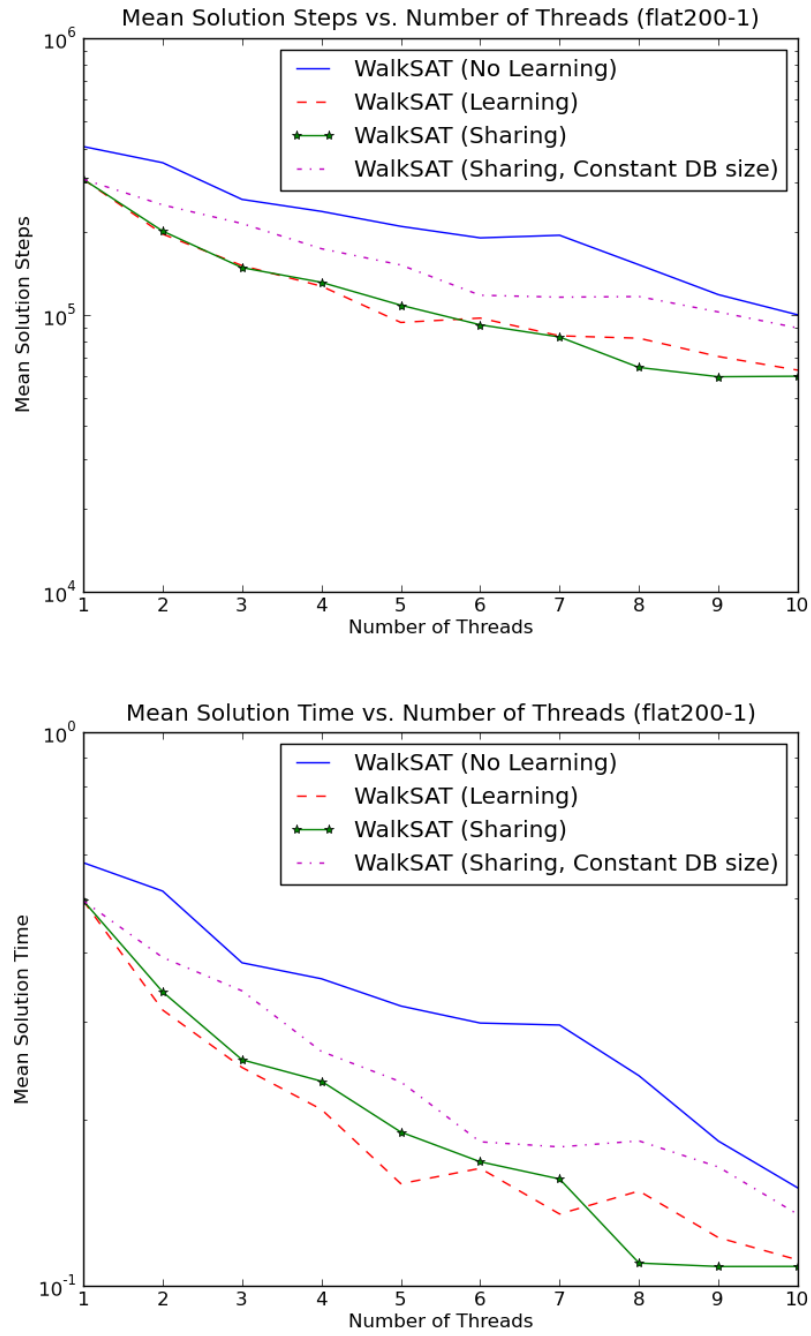 Mean Solution Steps vs. Number of Threads (flat200-1)
10^6
WalkSAT (No Learning)
WalkSAT (Learning)
WalkSAT (Sharing)
WalkSAT (Sharing, Constant DB size)
Mean Solution Steps
10^5
10^4
1 2 3 4 5 6 7 8 9 10
Number of Threads
Mean Solution Time vs. Number of Threads (flat200-1)
10^0
WalkSAT (No Learning)
WalkSAT (Learning)
WalkSAT (Sharing)
WalkSAT (Sharing, Constant DB size)
Mean Solution Time
10^-1
1 2 3 4 5 6 7 8 9 10
Number of Threads